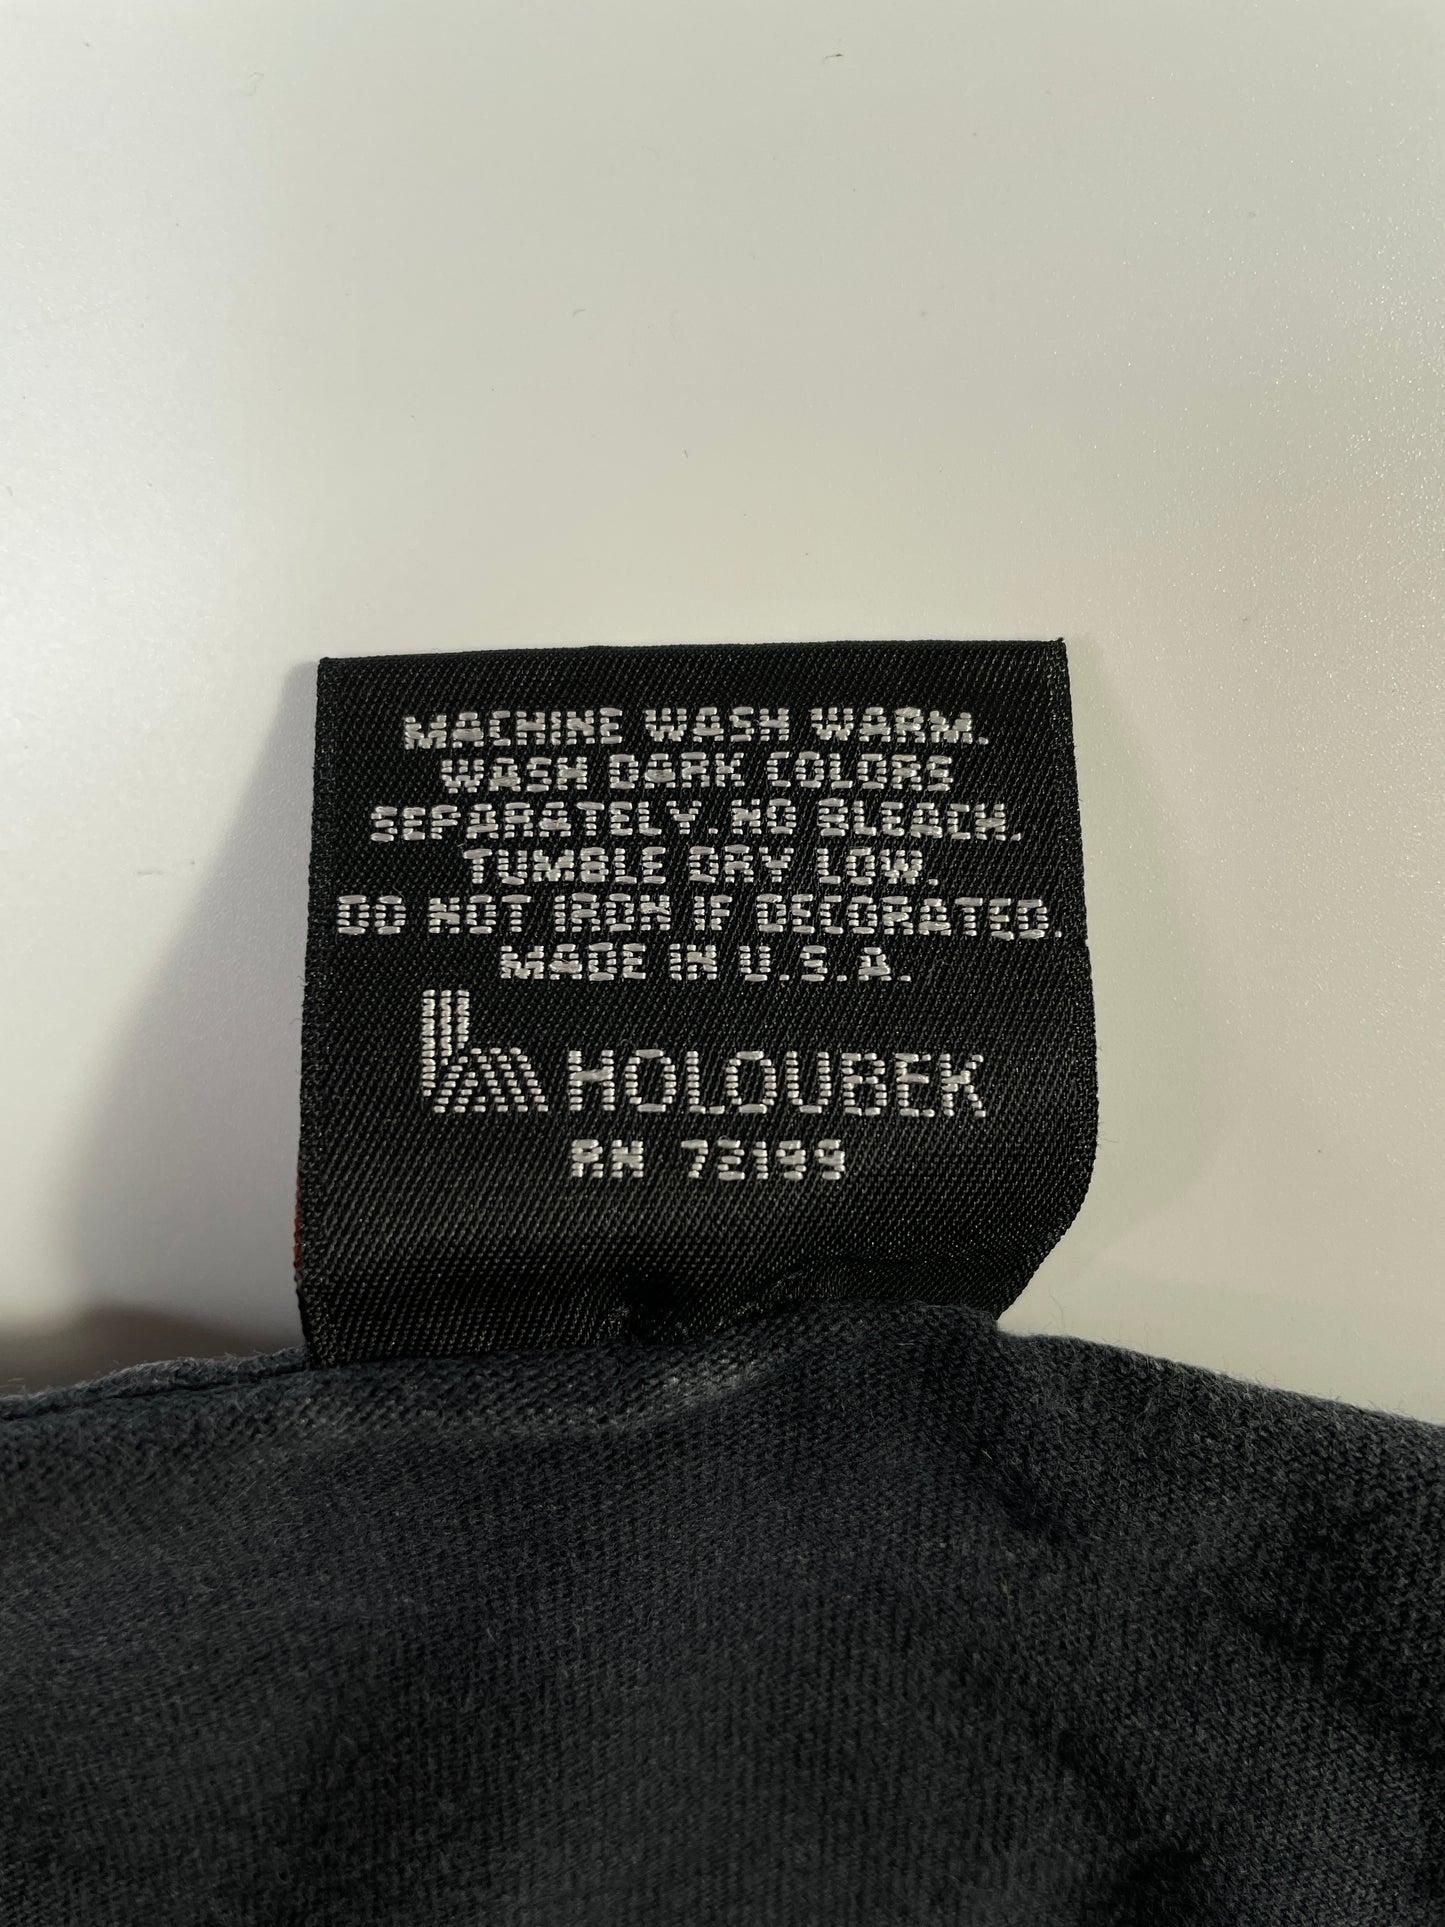 MACHINE WASH WARM.
WASH DARK COLORS
SEPARATELY. NO BLEACH.
TUMBLE DRY LOW.
DO NOT IRON IF DECORATED.
MADE IN U.S.A.
HOLOUBEK
RN 72199